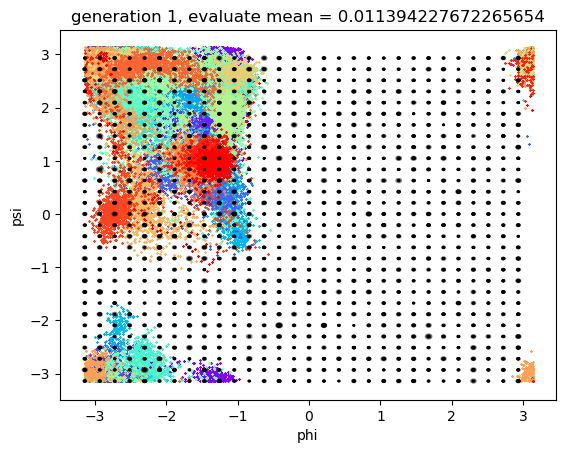 generation 1, evaluate mean = 0.011394227672265654
3
2
1
0
−1
−2
−3
psi
−3 −2 −1 0 1 2 3
phi